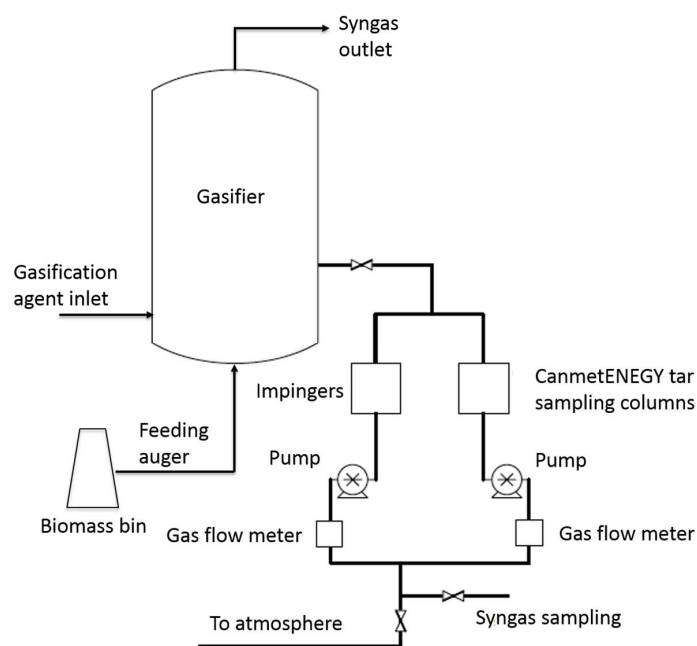 Syngas
outlet
Gasifier
Gasification
agent inlet
Impingers
CanmetENEGY tar
sampling columns
Feeding
auger
Pump
Pump
Biomass bin
Gas flow meter
Gas flow meter
Syngas sampling
To atmosphere